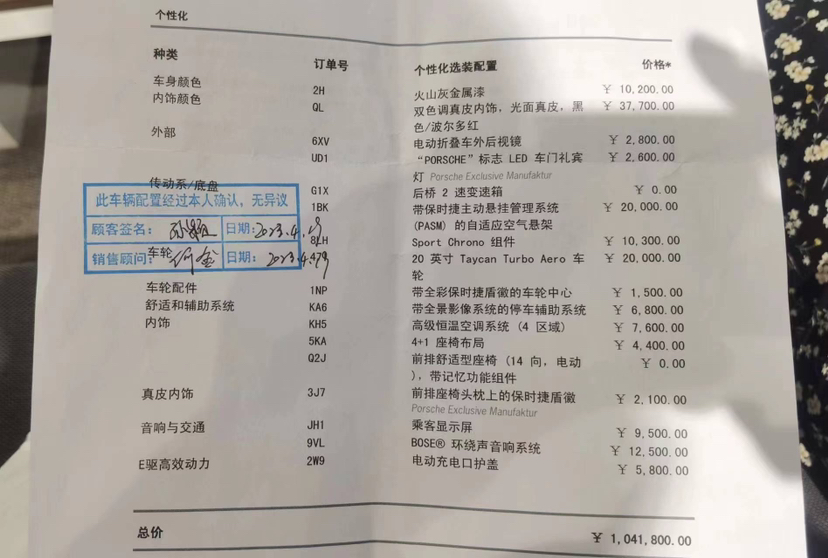 个性化
种类 订单号 个性化选装配置 价格*
车身颜色 2H 火山灰金属漆 ¥ 10,200.00
内饰颜色 QL 双色调真皮内饰，光面真皮，黑 ¥ 37,700.00
色/波尔多红
外部 6XV 电动折叠车外后视镜 ¥ 2,800.00
UD1 “PORSCHE”标志 LED 车门礼宾 ¥ 2,600.00
灯 Porsche Exclusive Manufaktur
传动系/底盘 G1X 后桥 2 速变速箱 ¥ 0.00
此车辆配置经过本人确认，无异议
1BK 带保时捷主动悬挂管理系统 ¥ 20,000.00
(PASM) 的自适应空气悬架
顾客签名： 日期：2023.4.
8LH Sport Chrono 组件 ¥ 10,300.00
车轮 20 英寸 Taycan Turbo Aero 车 ¥ 20,000.00
轮
销售顾问： 日期：2023.4.
车轮配件 1NP 带全彩保时捷盾徽的车轮中心 ¥ 1,500.00
舒适和辅助系统 KA6 带全景影像系统的停车辅助系统 ¥ 6,800.00
内饰 KH5 高级恒温空调系统 (4 区域) ¥ 7,600.00
5KA 4+1 座椅布局 ¥ 4,400.00
Q2J 前排舒适型座椅 (14 向，电动 ¥ 0.00
)，带记忆功能组件
真皮内饰 3J7 前排座椅头枕上的保时捷盾徽 ¥ 2,100.00
Porsche Exclusive Manufaktur
音响与交通 JH1 乘客显示屏 ¥ 9,500.00
9VL BOSE® 环绕声音响系统 ¥ 12,500.00
E驱高效动力 2W9 电动充电口护盖 ¥ 5,800.00
总价 ¥ 1,041,800.00